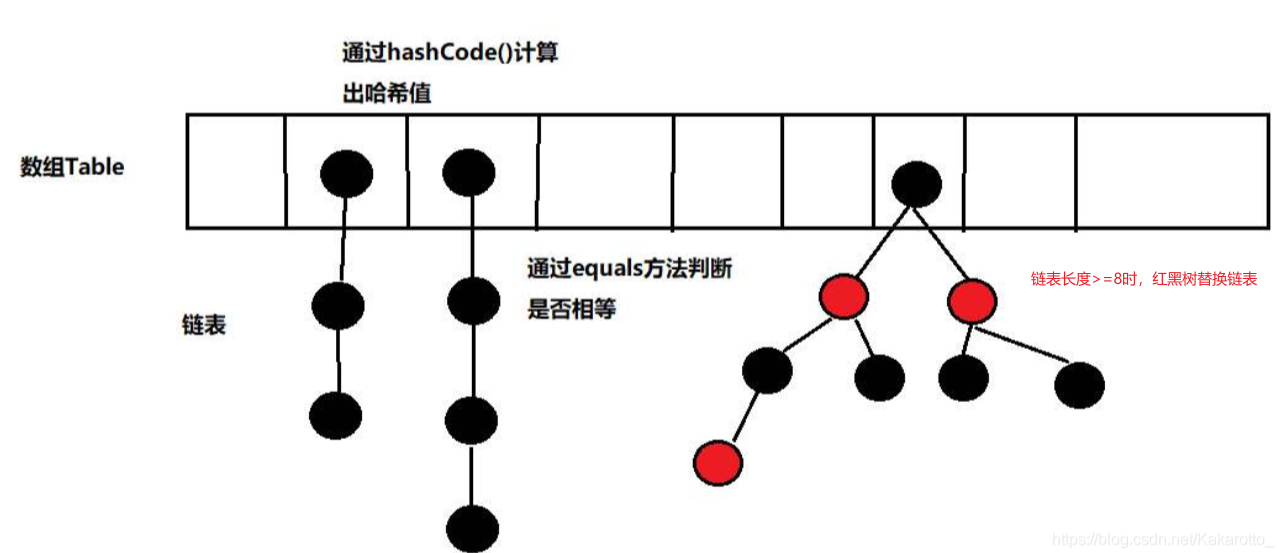 通过hashCode()计算
出哈希值
数组Table
通过equals方法判断
是否相等
链表长度>=8时，红黑树替换链表
链表
https://blog.csdn.net/Kakarotto_